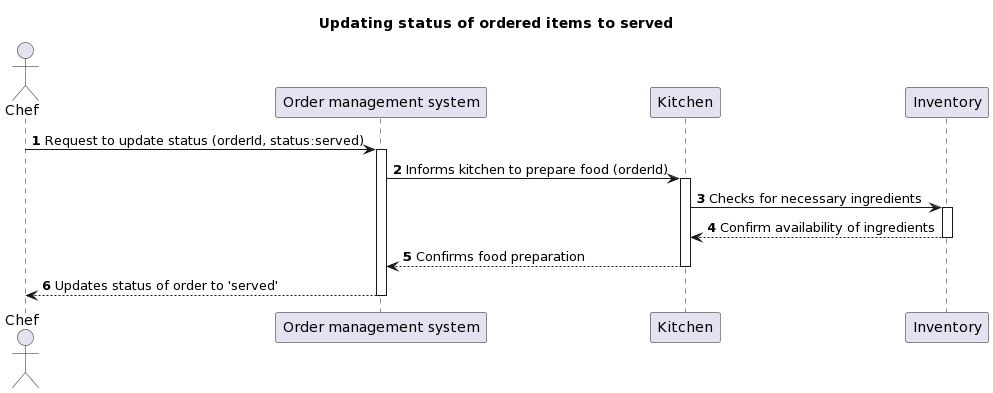 Updating status of ordered items to served
Chef
Order management system
Kitchen
Inventory
1 Request to update status (orderId, status:served)
2 Informs kitchen to prepare food (orderId)
3 Checks for necessary ingredients
4 Confirm availability of ingredients
5 Confirms food preparation
6 Updates status of order to 'served'
Chef
Order management system
Kitchen
Inventory